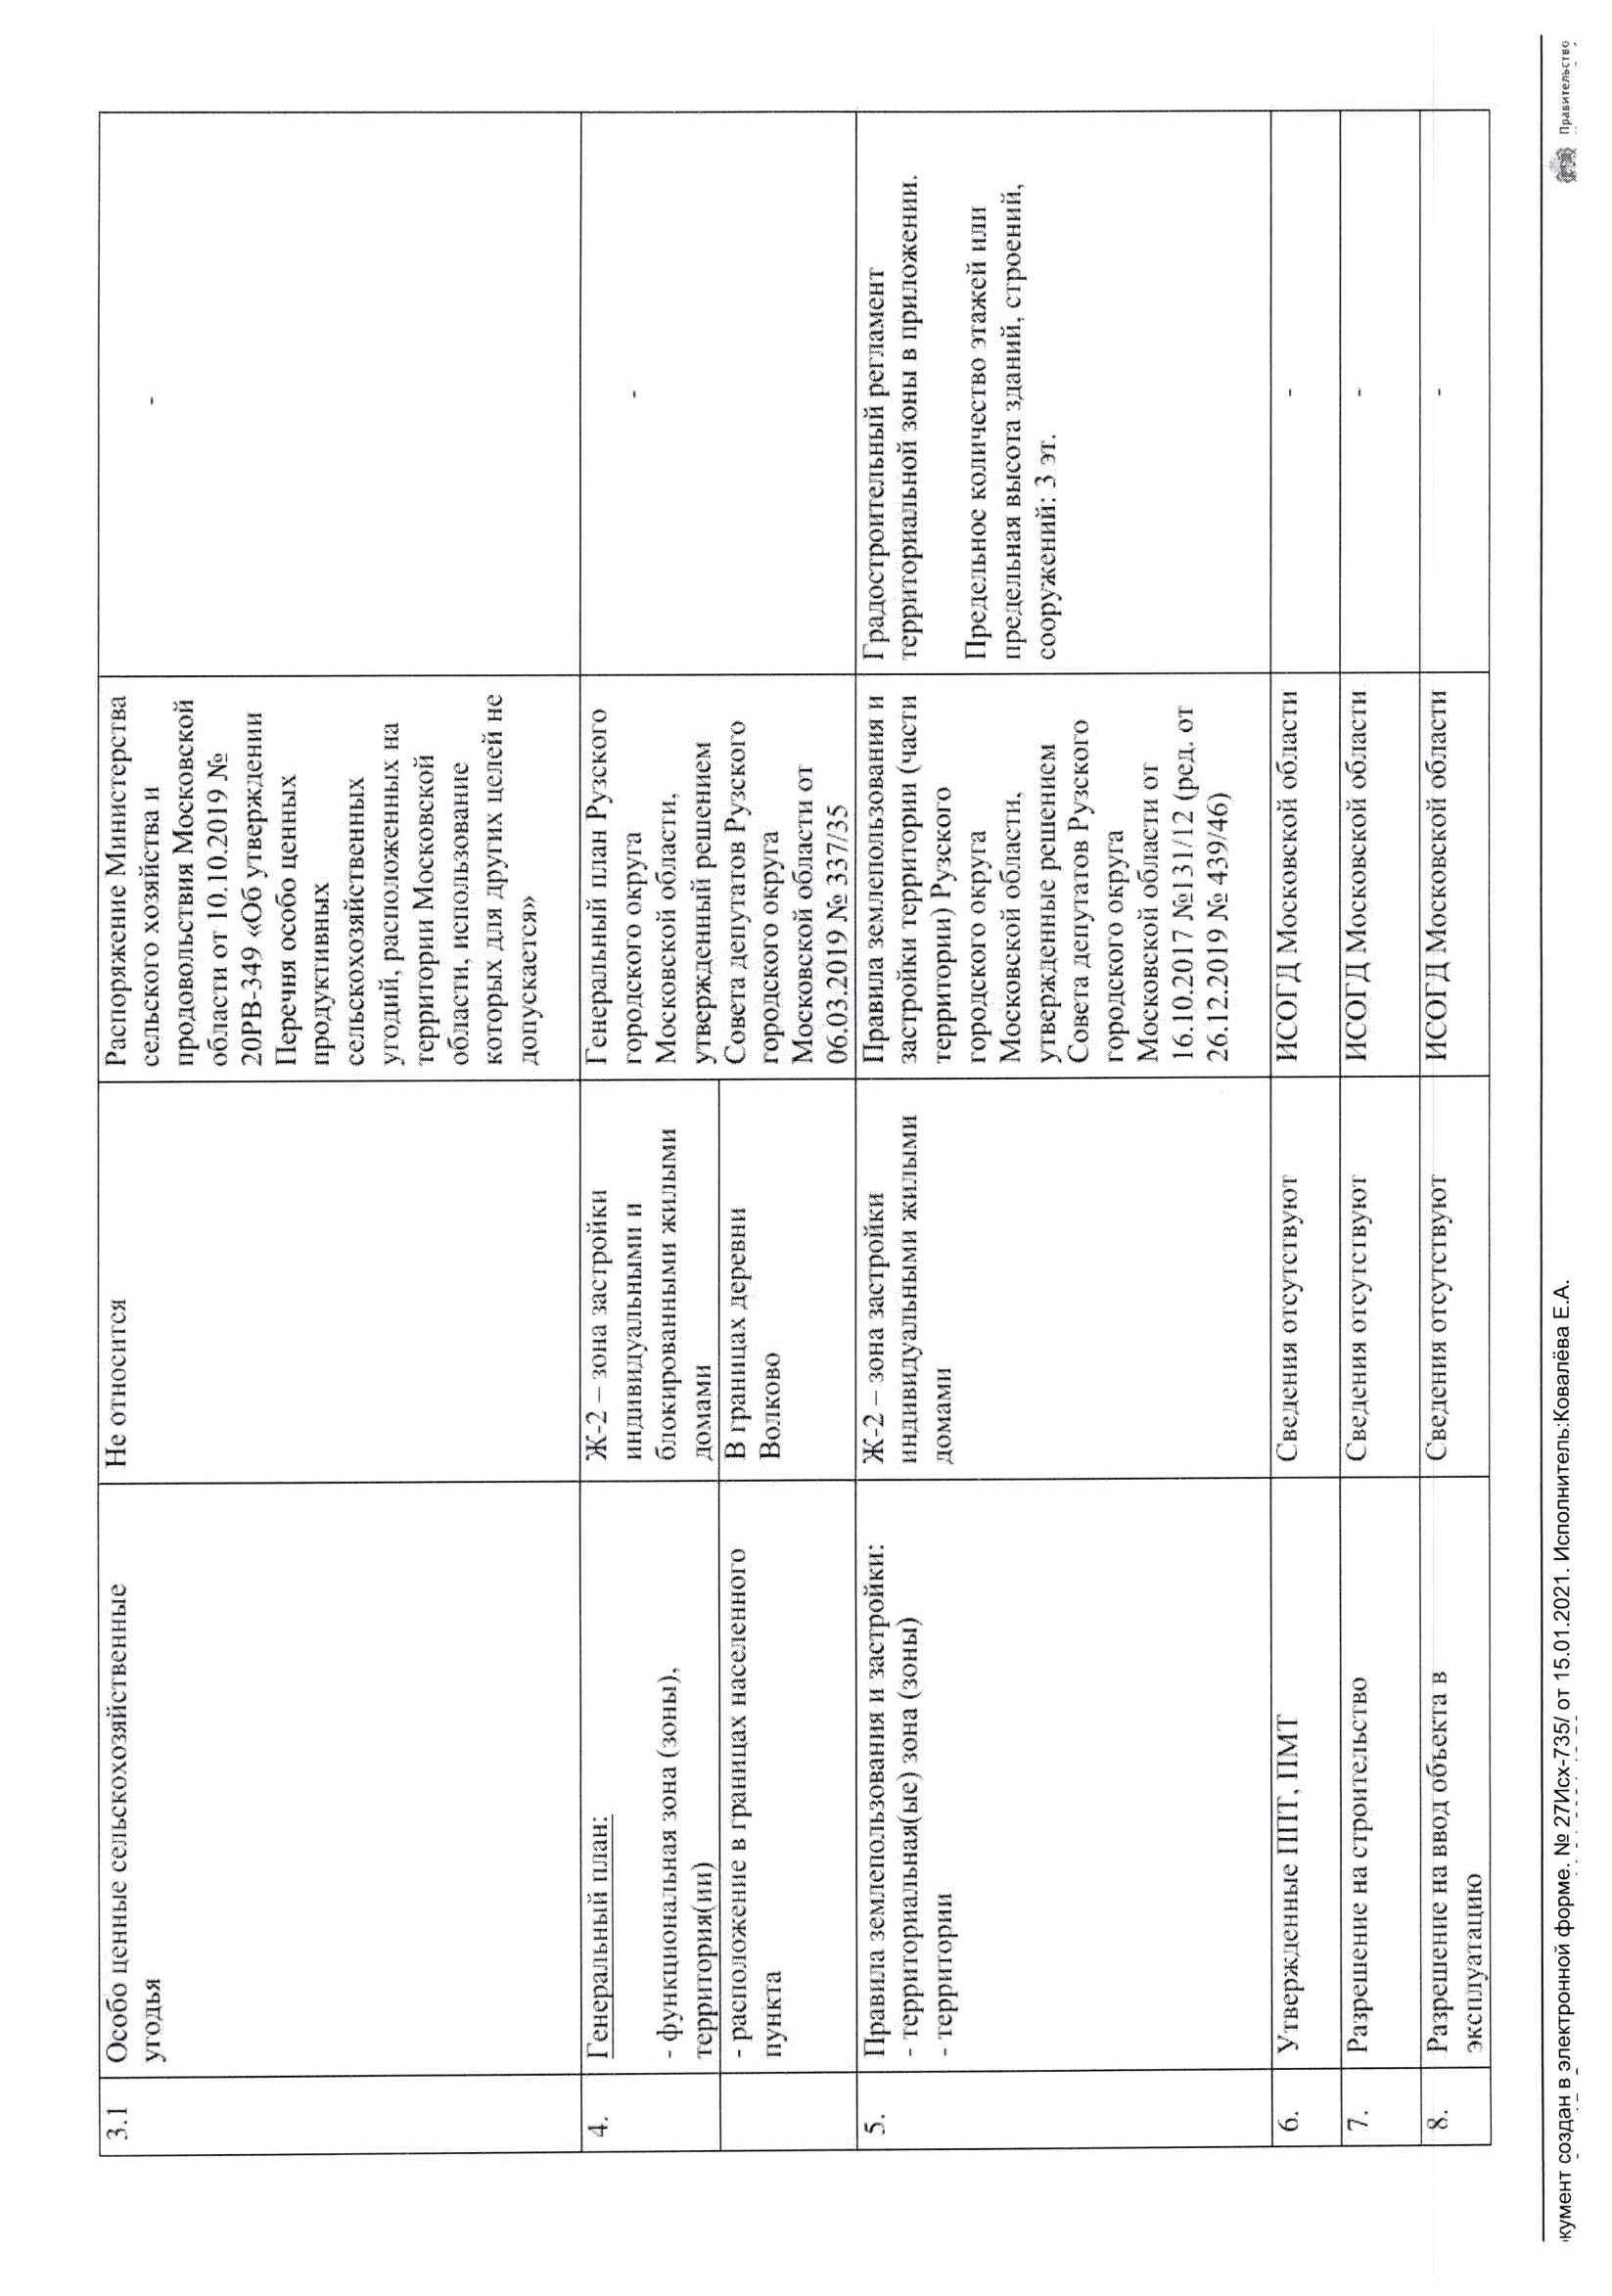 3.1
Особо ценные сельскохозяйственные
угодья
Не относится
Распоряжение Министерства
сельского хозяйства и
продовольствия Московской
области от 10.10.2019 №
20РВ-349 «Об утверждении
Перечня особо ценных
продуктивных
сельскохозяйственных
угодий, расположенных на
территории Московской
области, использование
которых для других целей не
допускается»
-
4.
Генеральный план:
- функциональная зона (зоны),
территория(ии)
Ж-2 – зона застройки
индивидуальными и
блокированными жилыми
домами
- расположение в границах населенного
пункта
В границах деревни
Волково
Генеральный план Рузского
городского округа
Московской области,
утвержденный решением
Совета депутатов Рузского
городского округа
Московской области от
06.03.2019 № 337/35
-
5.
Правила землепользования и застройки:
- территориальная(ые) зона (зоны)
- территории
Ж-2 – зона застройки
индивидуальными жилыми
домами
Правила землепользования и
застройки территории (части
территории) Рузского
городского округа
Московской области,
утвержденные решением
Совета депутатов Рузского
городского округа
Московской области от
16.10.2017 №131/12 (ред. от
26.12.2019 № 439/46)
Градостроительный регламент
территориальной зоны в приложении.
Предельное количество этажей или
предельная высота зданий, строений,
сооружений: 3 эт.
6.
Утвержденные ППТ, ПМТ
Сведения отсутствуют
ИСОГД Московской области
-
7.
Разрешение на строительство
Сведения отсутствуют
ИСОГД Московской области
-
8.
Разрешение на ввод объекта в
эксплуатацию
Сведения отсутствуют
ИСОГД Московской области
-
кумент создан в электронной форме. № 27Исх-735/ от 15.01.2021. Исполнитель:Ковалёва Е.А.
Правительство